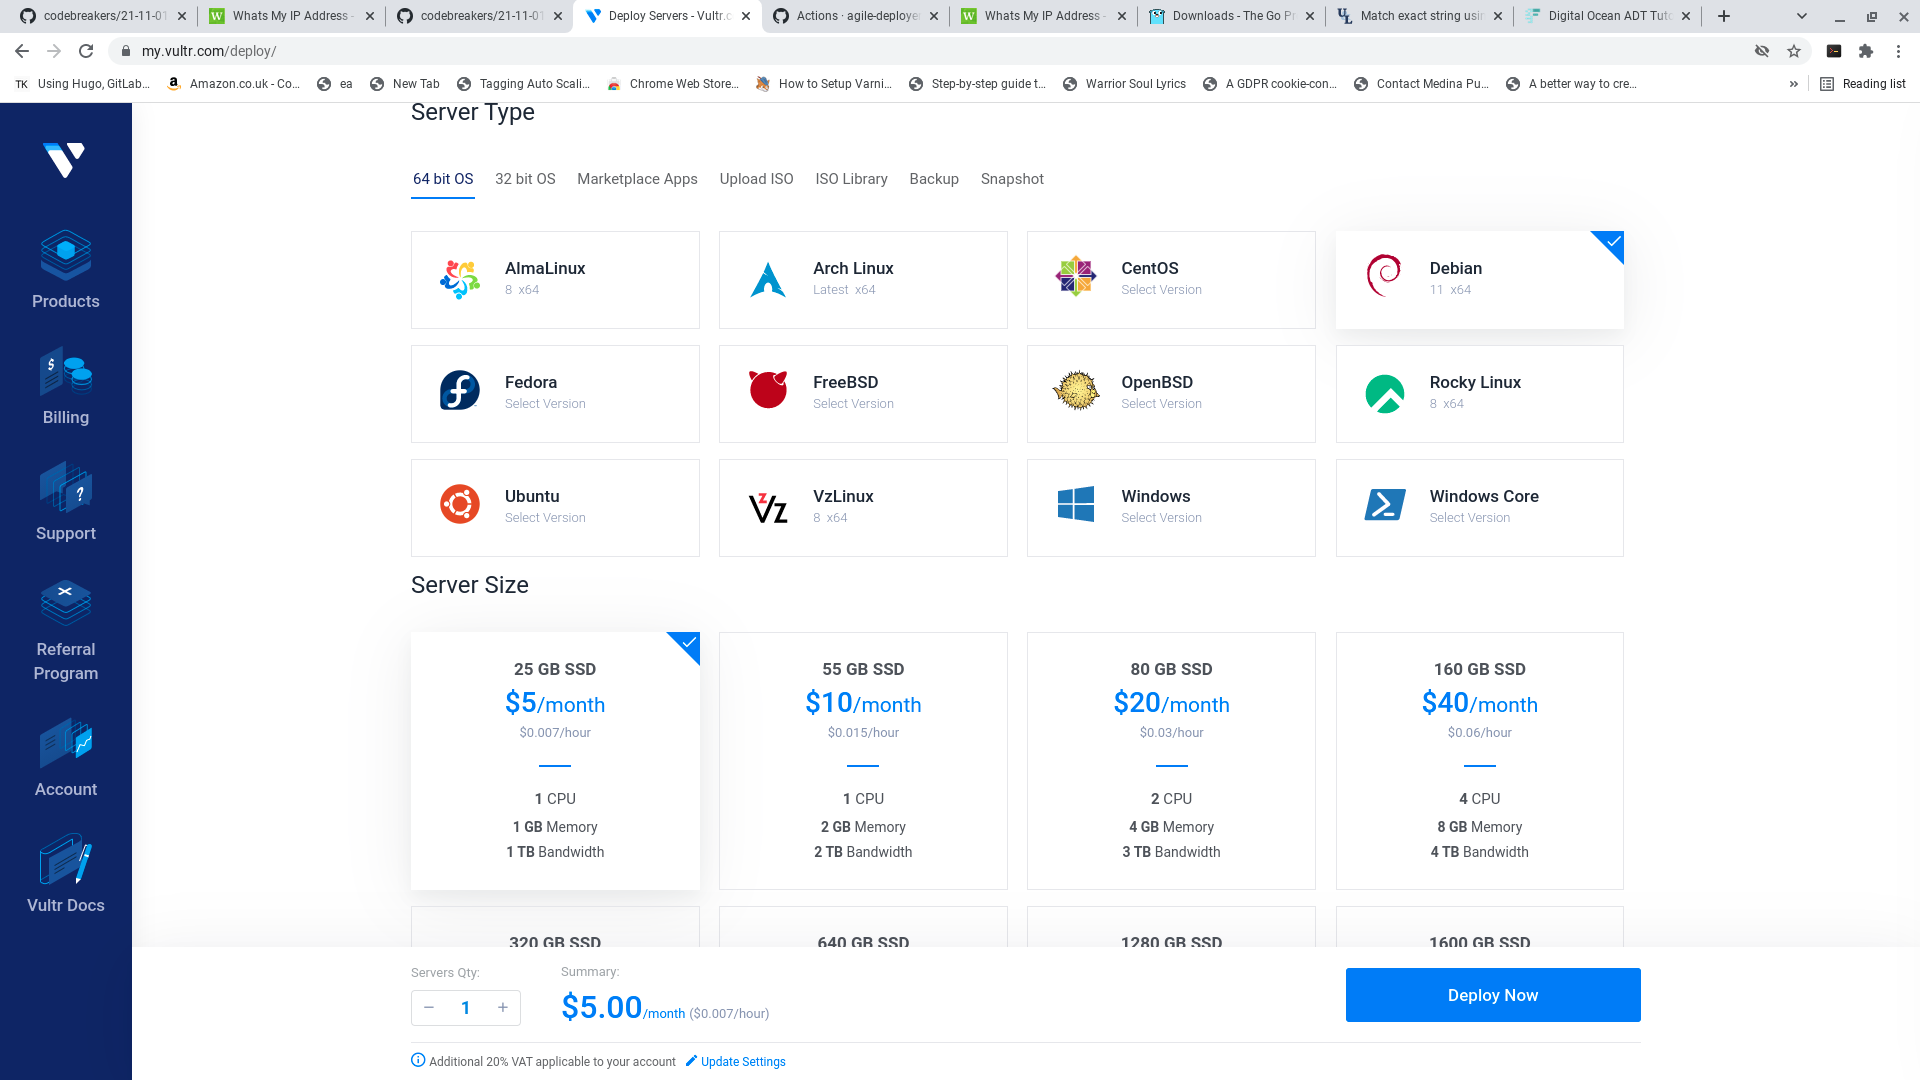 codebreakers/21-11-01
Whats My IP Address -
codebreakers/21-11-01
Deploy Servers - Vultr.c
Actions · agile-deploye
Whats My IP Address -
Downloads - The Go Pr
Match exact string usin
Digital Ocean ADT Tuto
my.vultr.com/deploy/
TK Using Hugo, GitLab...
Amazon.co.uk - Co...
ea
New Tab
Tagging Auto Scali...
Chrome Web Store...
How to Setup Varni...
Step-by-step guide t...
Warrior Soul Lyrics
A GDPR cookie-con...
Contact Medina Pu...
A better way to cre...
»
Reading list
Products
Billing
Support
Referral
Program
Account
Vultr Docs
Server Type
64 bit OS 32 bit OS Marketplace Apps Upload ISO ISO Library Backup Snapshot
AlmaLinux
8 x64
Arch Linux
Latest x64
CentOS
Select Version
Debian
11 x64
Fedora
Select Version
FreeBSD
Select Version
OpenBSD
Select Version
Rocky Linux
8 x64
Ubuntu
Select Version
VzLinux
8 x64
Windows
Select Version
Windows Core
Select Version
Server Size
25 GB SSD
$5/month
$0.007/hour
1 CPU
1 GB Memory
1 TB Bandwidth
55 GB SSD
$10/month
$0.015/hour
1 CPU
2 GB Memory
2 TB Bandwidth
80 GB SSD
$20/month
$0.03/hour
2 CPU
4 GB Memory
3 TB Bandwidth
160 GB SSD
$40/month
$0.06/hour
4 CPU
8 GB Memory
4 TB Bandwidth
320 GB SSD
640 GB SSD
1280 GB SSD
1600 GB SSD
Servers Qty:
− 1 +
Summary:
$5.00/month ($0.007/hour)
Deploy Now
Additional 20% VAT applicable to your account Update Settings